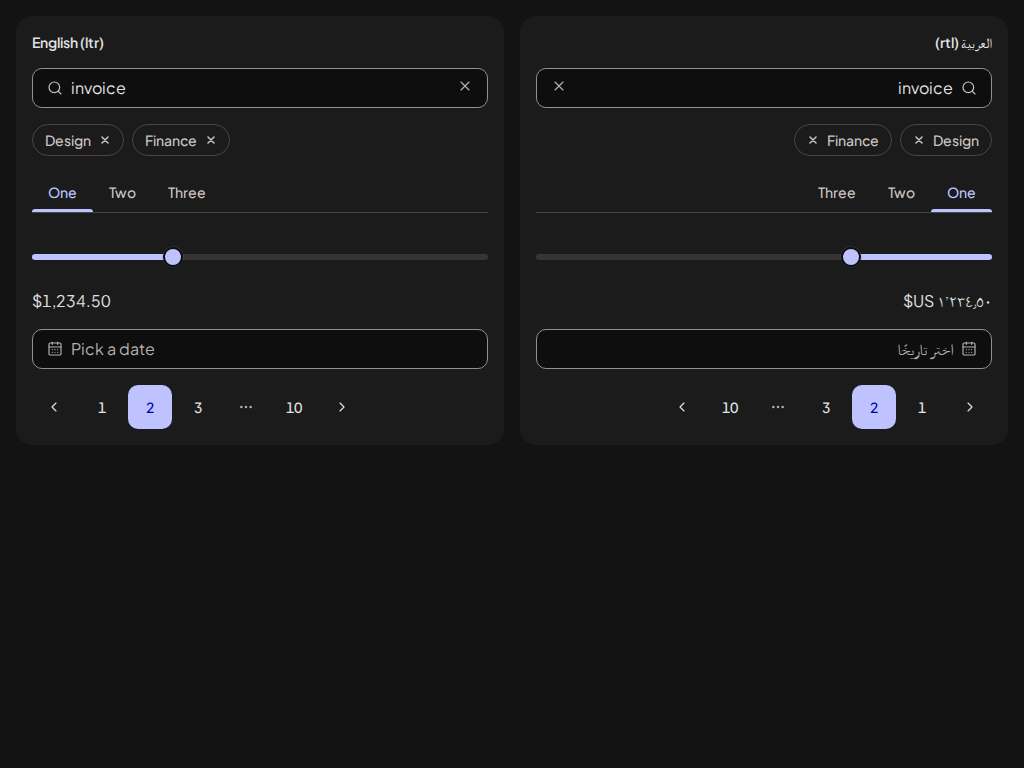 English (ltr)
invoice
Design
Finance
One Two Three
$1,234.50
Pick a date
1 2 3 ... 10
العربية (rtl)
invoice
Design
Finance
One Two Three
١٬٢٣٤٫٥٠ US$
اختر تاريخًا
1 2 3 ... 10